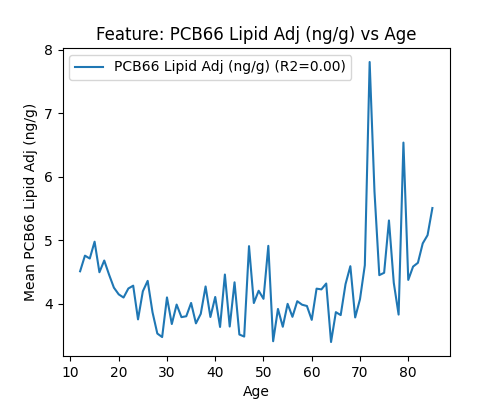 Feature: PCB66 Lipid Adj (ng/g) vs Age
PCB66 Lipid Adj (ng/g) (R2=0.00)
Mean PCB66 Lipid Adj (ng/g)
8
7
6
5
4
10 20 30 40 50 60 70 80
Age